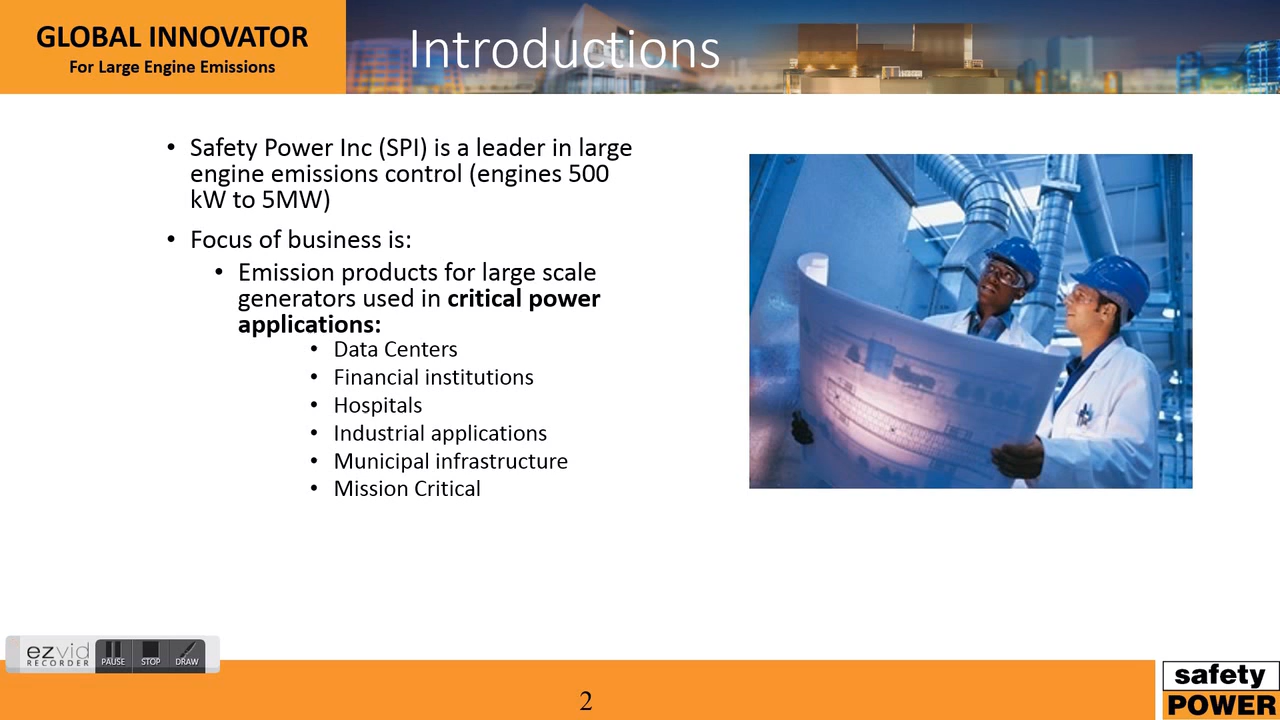 GLOBAL INNOVATOR
For Large Engine Emissions
Introductions
• Safety Power Inc (SPI) is a leader in large
engine emissions control (engines 500
kW to 5MW)
• Focus of business is:
• Emission products for large scale
generators used in critical power
applications:
• Data Centers
• Financial institutions
• Hospitals
• Industrial applications
• Municipal infrastructure
• Mission Critical
ezvid
RECORDER
PAUSE
STOP
DRAW
2
safety
POWER